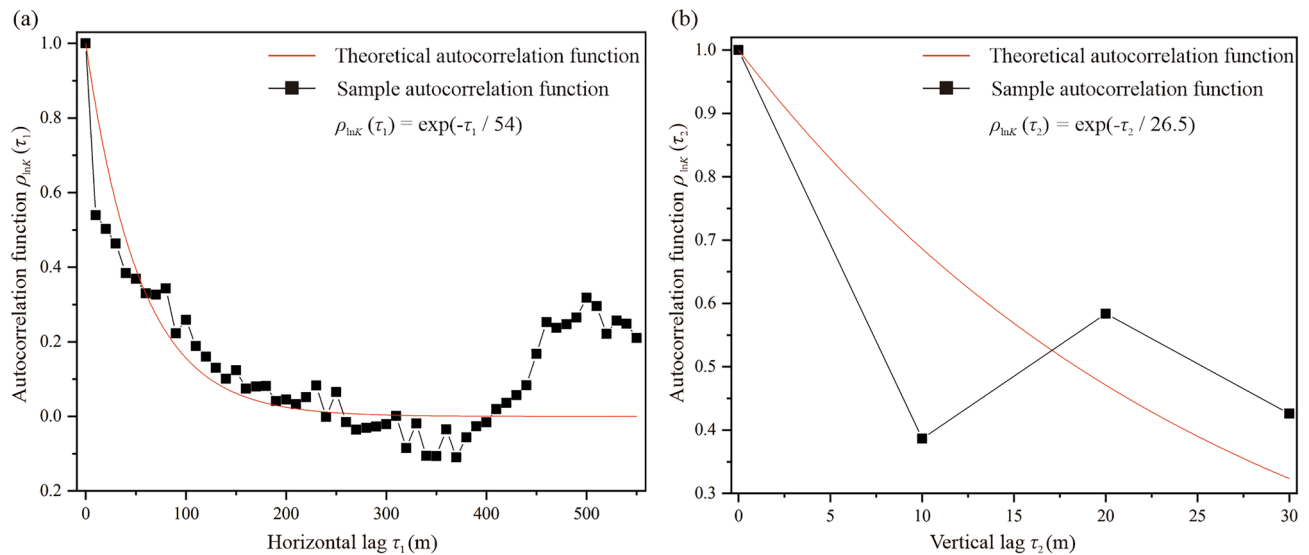 (a)
Theoretical autocorrelation function
Sample autocorrelation function
ρlnK (τ1) = exp(-τ1 / 54)
Autocorrelation function ρlnK (τ1)
1.0
0.8
0.6
0.4
0.2
0.0
0.2
0 100 200 300 400 500
Horizontal lag τ1 (m)
(b)
Theoretical autocorrelation function
Sample autocorrelation function
ρlnK (τ2) = exp(-τ2 / 26.5)
Autocorrelation function ρlnK (τ2)
1.0
0.9
0.8
0.7
0.6
0.5
0.4
0.3
0 5 10 15 20 25 30
Vertical lag τ2 (m)